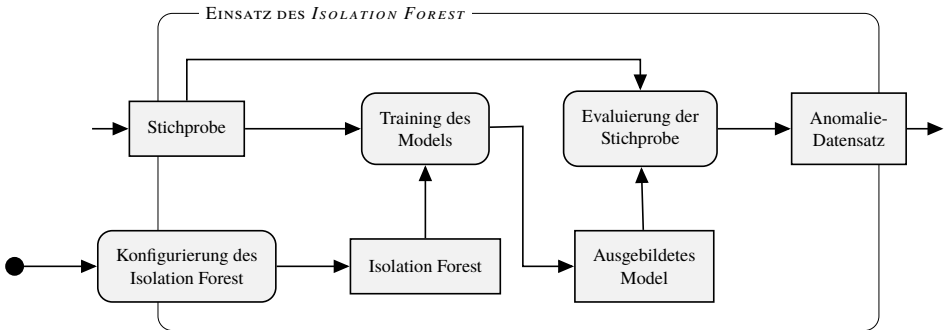 EINSATZ DES ISOLATION FOREST
Stichprobe
Training des
Models
Evaluierung der
Stichprobe
Anomalie-
Datensatz
Konfigurierung des
Isolation Forest
Isolation Forest
Ausgebildetes
Model